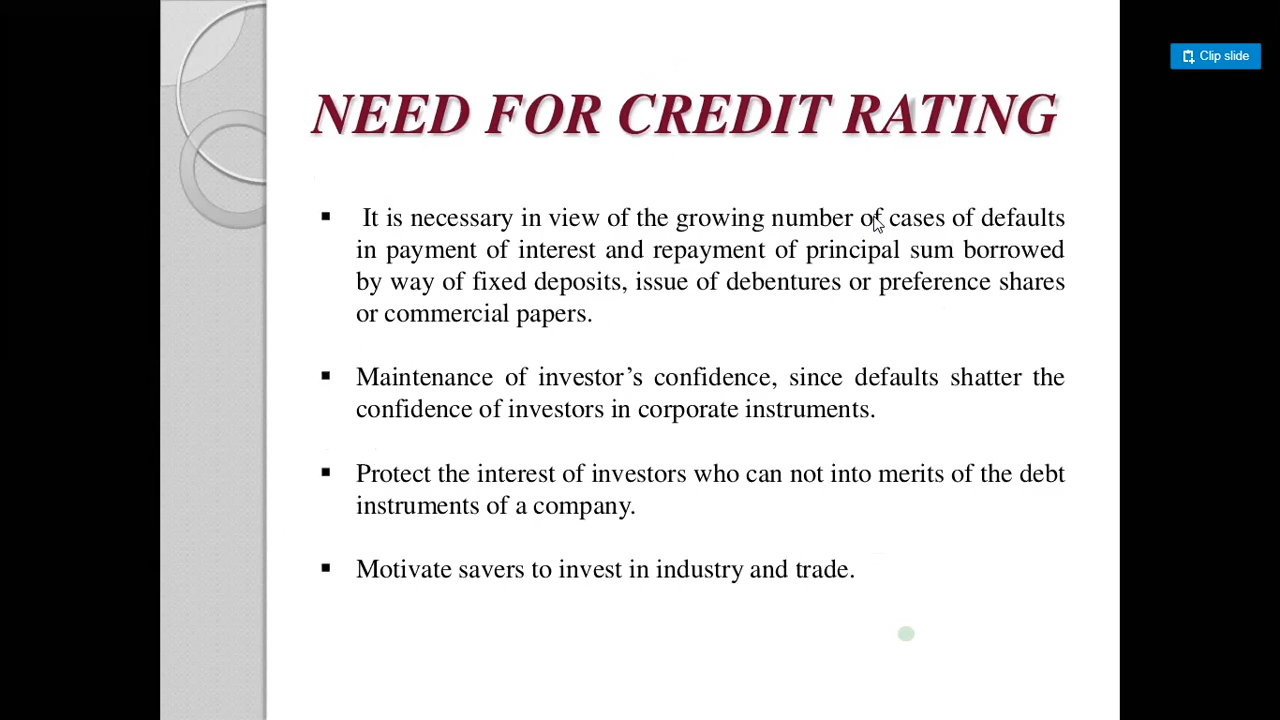 Clip slide
NEED FOR CREDIT RATING
▪ It is necessary in view of the growing number of cases of defaults
in payment of interest and repayment of principal sum borrowed
by way of fixed deposits, issue of debentures or preference shares
or commercial papers.
▪ Maintenance of investor’s confidence, since defaults shatter the
confidence of investors in corporate instruments.
▪ Protect the interest of investors who can not into merits of the debt
instruments of a company.
▪ Motivate savers to invest in industry and trade.